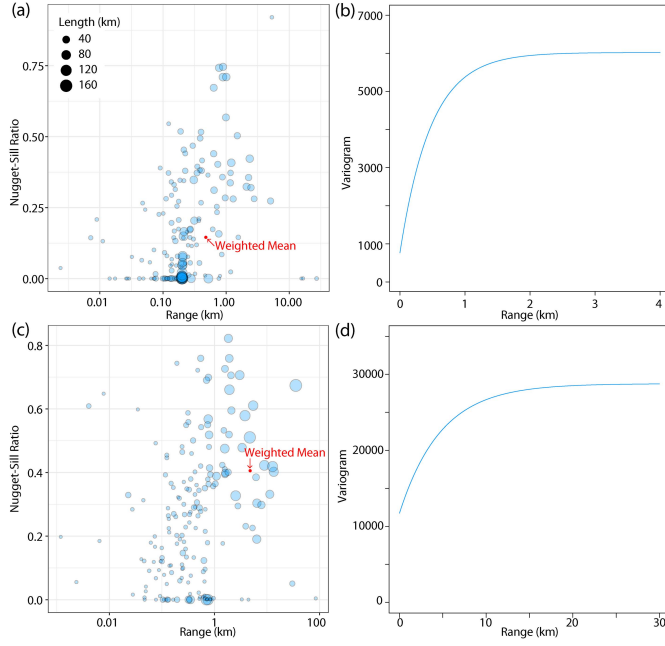 (a)
Length (km)
40
80
120
160
0.75
0.50
0.25
0.00
Nugget-Sill Ratio
Weighted Mean
0.01 0.10 1.00 10.00
Range (km)
(b)
7000
5000
3000
1000
0
Variogram
0 1 2 3 4
Range (km)
(c)
0.8
0.6
0.4
0.2
0.0
Nugget-Sill Ratio
Weighted Mean
0.01 1 100
Range (km)
(d)
30000
20000
10000
0
Variogram
0 10 20 30
Range (km)